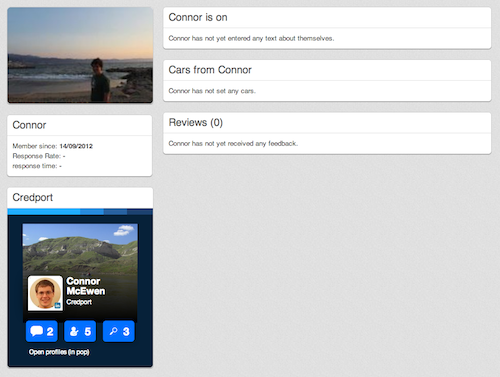 Connor
Member since: 14/09/2012
Response Rate: -
response time: -
Credport
Connor
McEwen
Credport
in
2
5
3
Open profiles (in pop)
Connor is on
Connor has not yet entered any text about themselves.
Cars from Connor
Connor has not set any cars.
Reviews (0)
Connor has not yet received any feedback.